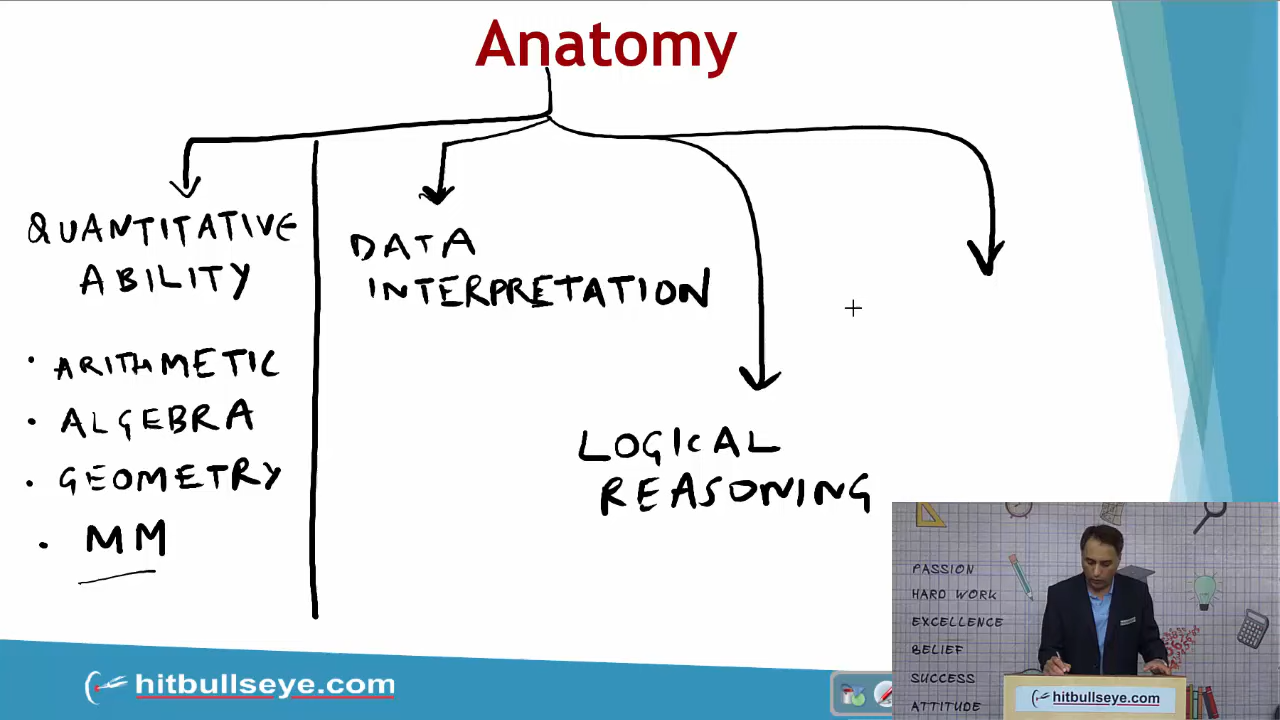 Anatomy
QUANTITATIVE
ABILITY
• ARITHMETIC
• ALGEBRA
• GEOMETRY
• MM
DATA
INTERPRETATION
LOGICAL
REASONING
PASSION
HARD WORK
EXCELLENCE
BELIEF
SUCCESS
ATTITUDE
hitbullseye.com
hitbullseye.com